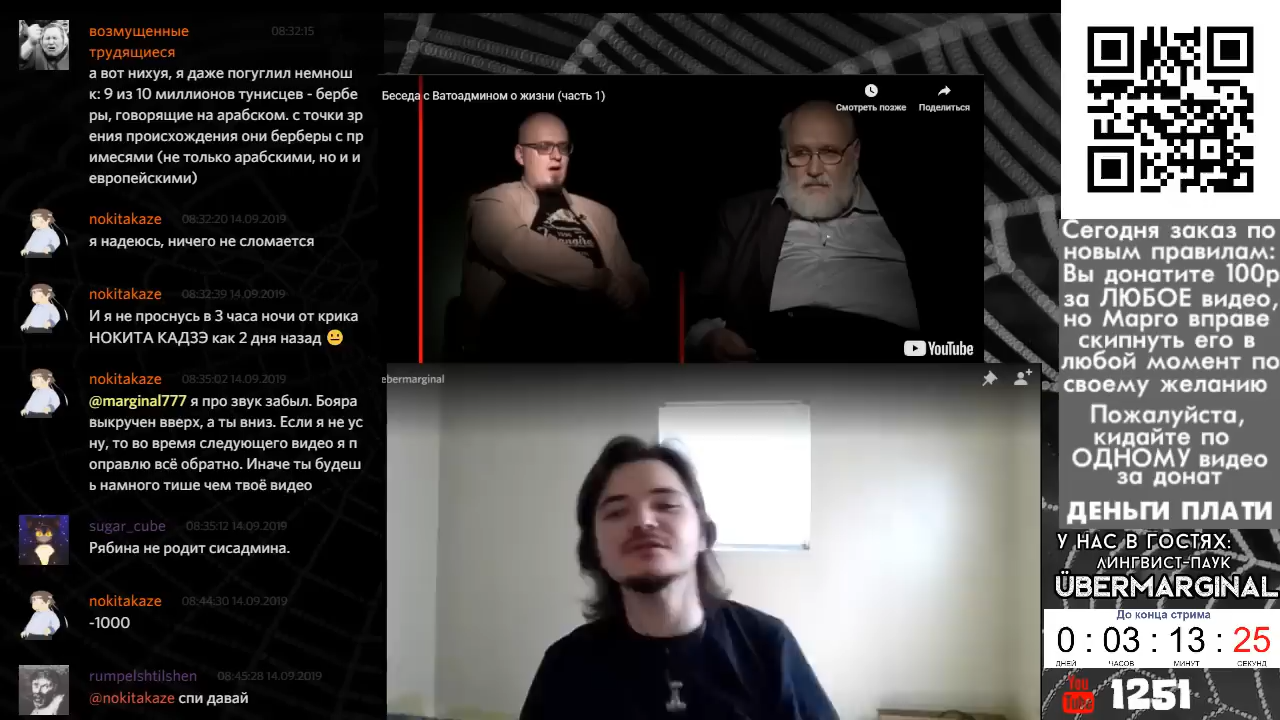 возмущенные
трудящиеся
08:32:15
а вот нихуя, я даже погуглил немнош
к: 9 из 10 миллионов тунисцев - бербе
ры, говорящие на арабском. с точки зр
ения происхождения они берберы с пр
имесями (не только арабскими, но и и
европейскими)
nokitakaze 08:32:20 14.09.2019
я надеюсь, ничего не сломается
nokitakaze 08:32:39 14.09.2019
И я не проснусь в 3 часа ночи от крика
НОКИТА КАДЗЭ как 2 дня назад 😐
nokitakaze 08:35:02 14.09.2019
@marginal777 я про звук забыл. Бояра
выкручен вверх, а ты вниз. Если я не ус
ну, то во время следующего видео я п
оправлю всё обратно. Иначе ты будеш
ь намного тише чем твоё видео
sugar_cube 08:35:12 14.09.2019
Рябина не родит сисадмина.
nokitakaze 08:44:30 14.09.2019
-1000
rumpelshtilshen 08:45:28 14.09.2019
@nokitakaze спи давай
Беседа с Ватоадмином о жизни (часть 1)
Смотреть позже
Поделиться
YouTube
ebermarginal
Сегодня заказ по
новым правилам:
Вы донатите 100р
за ЛЮБОЕ видео,
но Марго вправе
скипнуть его в
любой момент по
своему желанию
Пожалуйста,
кидайте по
ОДНОМУ видео
за донат
ДЕНЬГИ ПЛАТИ
У НАС В ГОСТЯХ:
ЛИНГВИСТ-ПАУК
ÜBERMARGINAL
До конца стрима
0 : 03 : 13 : 25
ДНЕЙ ЧАСОВ МИНУТ СЕКУНД
You Tube 1251